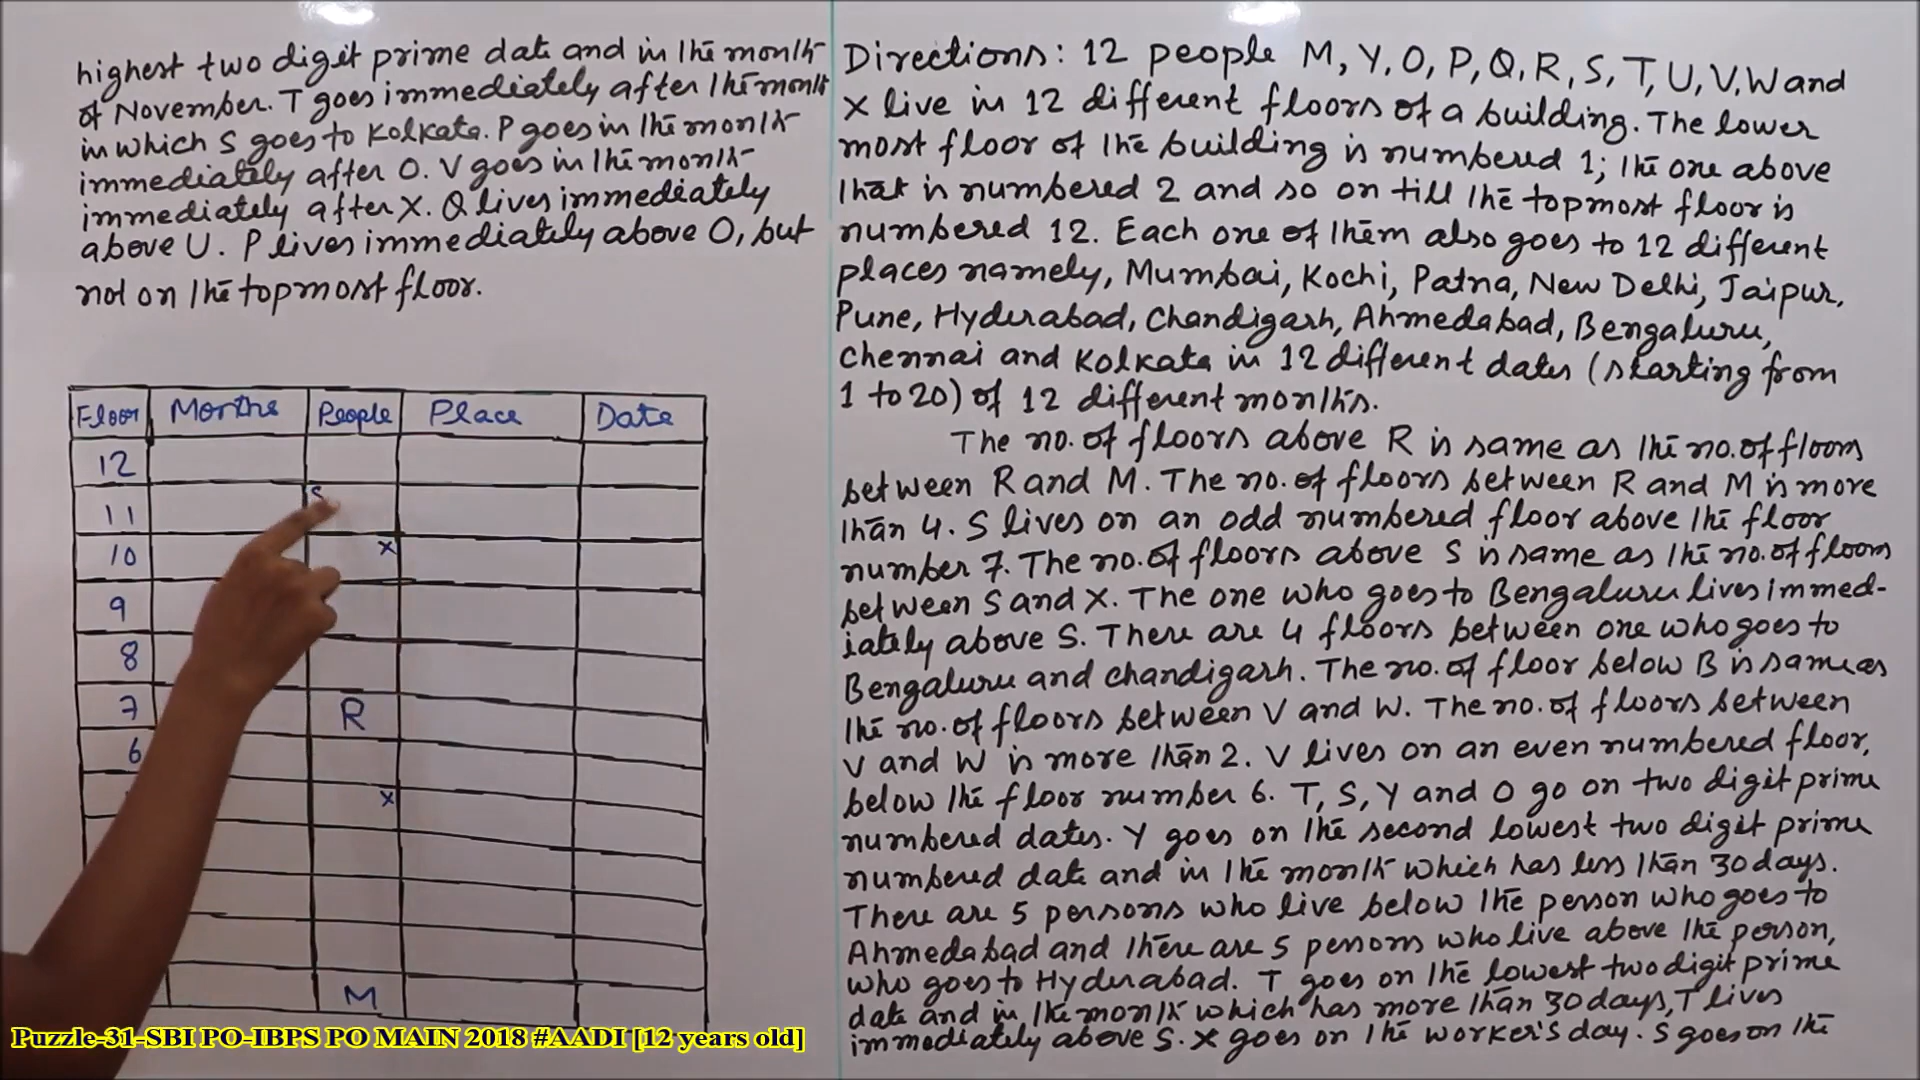 highest two digit prime date and in the month
of November. T goes immediately after the month
in which S goes to Kolkata. P goes in the month
immediately after O. V goes in the month
immediately after X. Q lives immediately
above U. P lives immediately above O, but
not on the topmost floor.
Floor Months People Place Date
12
11 S
10 X
9
8
7 R
6
X
M
Directions: 12 people M, Y, O, P, Q, R, S, T, U, V, W and
X live in 12 different floors of a building. The lower
most floor of the building is numbered 1; the one above
that is numbered 2 and so on till the topmost floor is
numbered 12. Each one of them also goes to 12 different
places namely, Mumbai, Kochi, Patna, New Delhi, Jaipur,
Pune, Hyderabad, Chandigarh, Ahmedabad, Bengaluru,
Chennai and Kolkata in 12 different dates (starting from
1 to 20) of 12 different months.
The no. of floors above R is same as the no. of floors
between R and M. The no. of floors between R and M is more
than 4. S lives on an odd numbered floor above the floor
number 7. The no. of floors above S is same as the no. of floors
between S and X. The one who goes to Bengaluru lives immed-
iately above S. There are 4 floors between one who goes to
Bengaluru and Chandigarh. The no. of floor below B is same as
the no. of floors between V and W. The no. of floors between
V and W is more than 2. V lives on an even numbered floor,
below the floor number 6. T, S, Y and O go on two digit prime
numbered dates. Y goes on the second lowest two digit prime
numbered date and in the month which has less than 30 days.
There are 5 persons who live below the person who goes to
Ahmedabad and there are 5 persons who live above the person,
who goes to Hyderabad. T goes on the lowest two digit prime
date and in the month which has more than 30 days, T lives
immediately above S. X goes on the worker's day. S goes on the
Puzzle-31-SBI PO-IBPS PO MAIN 2018 #AADI [12 years old]